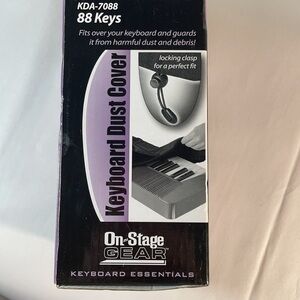 KDA-7088
88 Keys
Fits over your keyboard and guards
it from harmful dust and debris!
locking clasp
for a perfect fit
Keyboard Dust Cover
On-Stage
GEAR
KEYBOARD ESSENTIALS